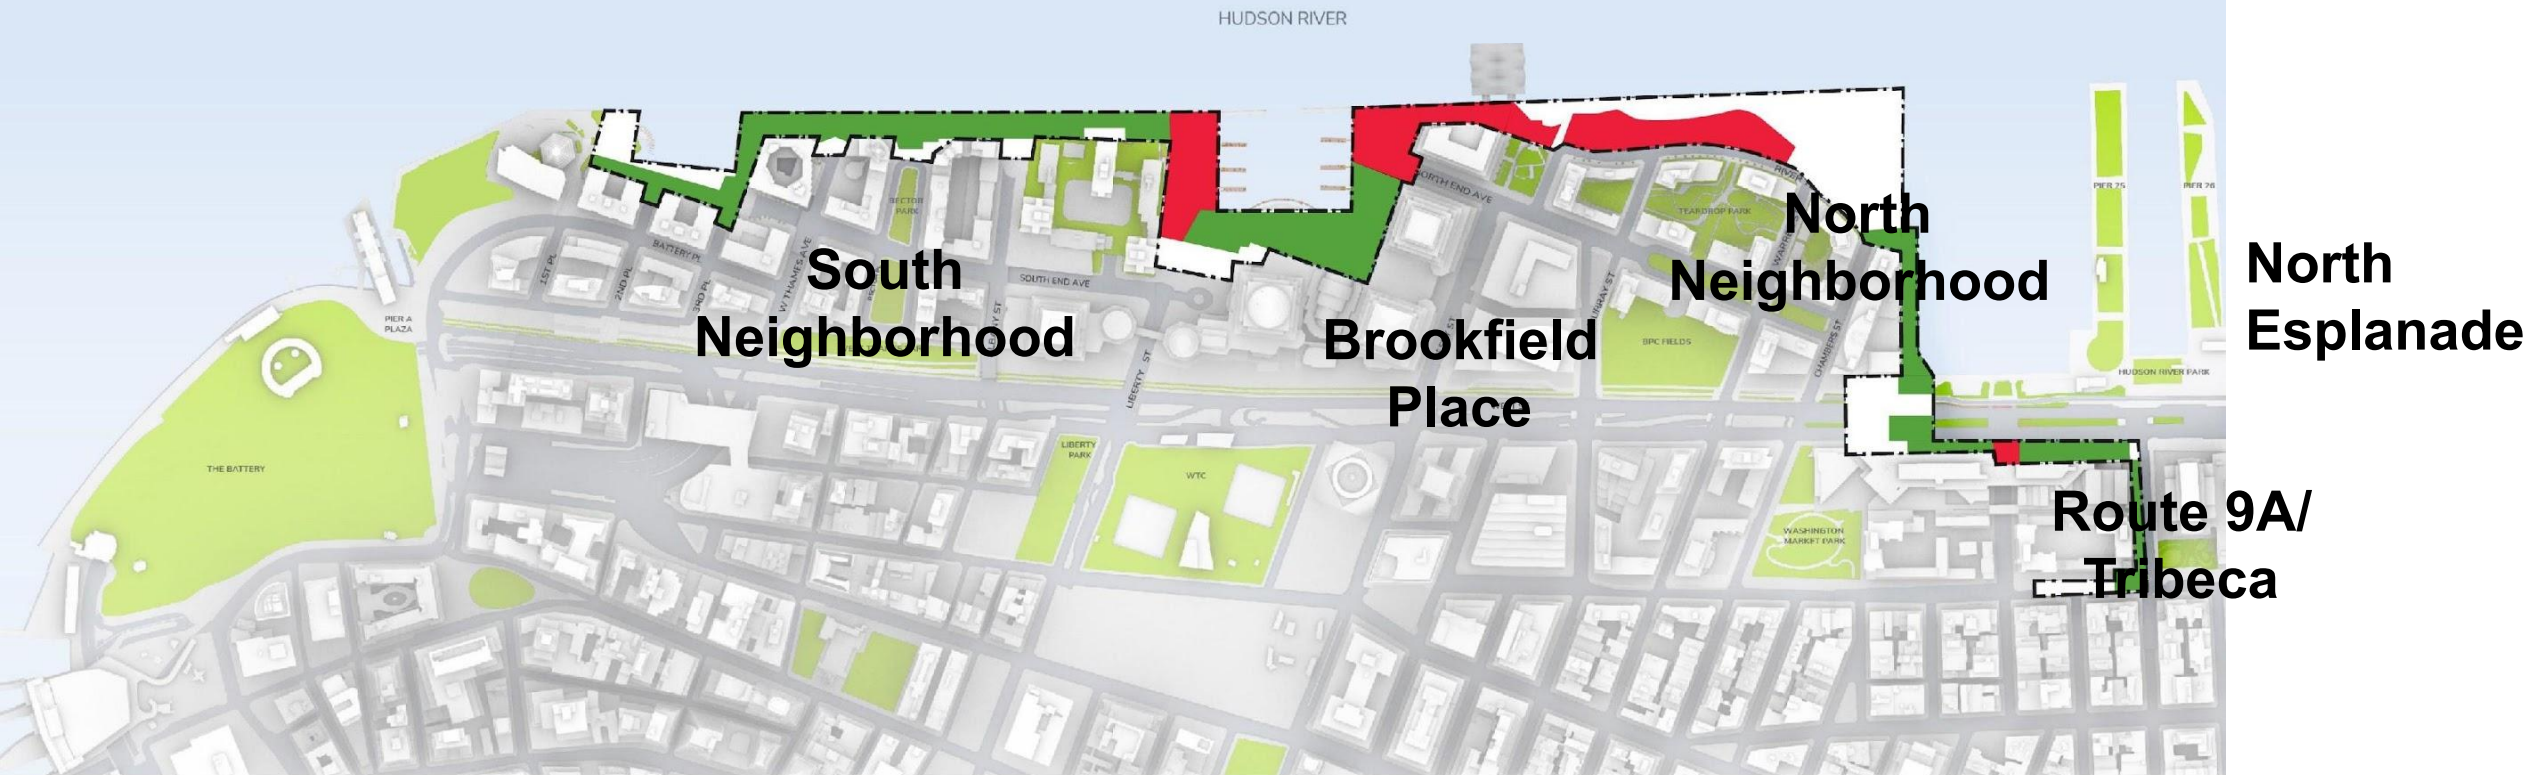 HUDSON RIVER
PIER 25
PIER 26
RECTOR
PARK
NORTH END AVE
RIVER
TEARDROP PARK
North
Neighborhood
WARREN
North
Esplanade
BATTERY PL
1ST PL
2ND PL
3RD PL
W THAMES AVE
South
Neighborhood
SOUTH END AVE
ALBANY ST
PIER A
PLAZA
LIBERTY ST
Brookfield
Place
MURRAY ST
BPC FIELDS
CHAMBERS ST
HUDSON RIVER PARK
THE BATTERY
LIBERTY
PARK
WTC
WASHINGTON
MARKET PARK
Route 9A/
Tribeca